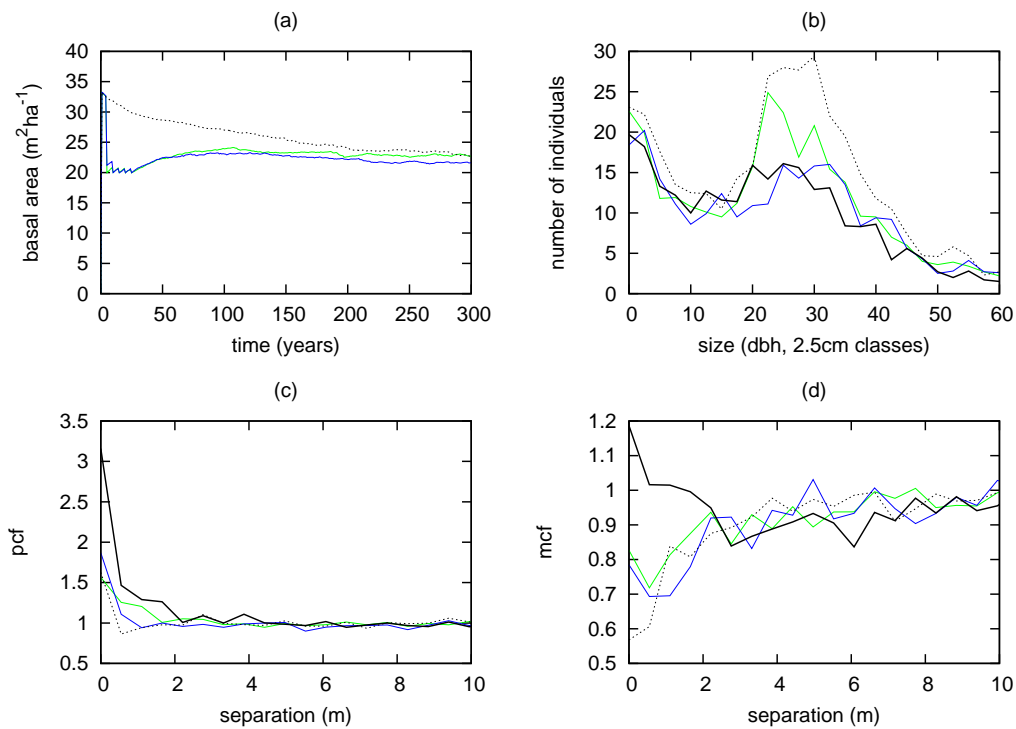 (a)
40
35
30
25
20
15
10
5
0
0 50 100 150 200 250 300
basal area (m²ha⁻¹)
time (years)
(b)
30
25
20
15
10
5
0
0 10 20 30 40 50 60
number of individuals
size (dbh, 2.5cm classes)
(c)
3.5
3
2.5
2
1.5
1
0.5
0 2 4 6 8 10
pcf
separation (m)
(d)
1.2
1.1
1
0.9
0.8
0.7
0.6
0.5
0 2 4 6 8 10
mcf
separation (m)